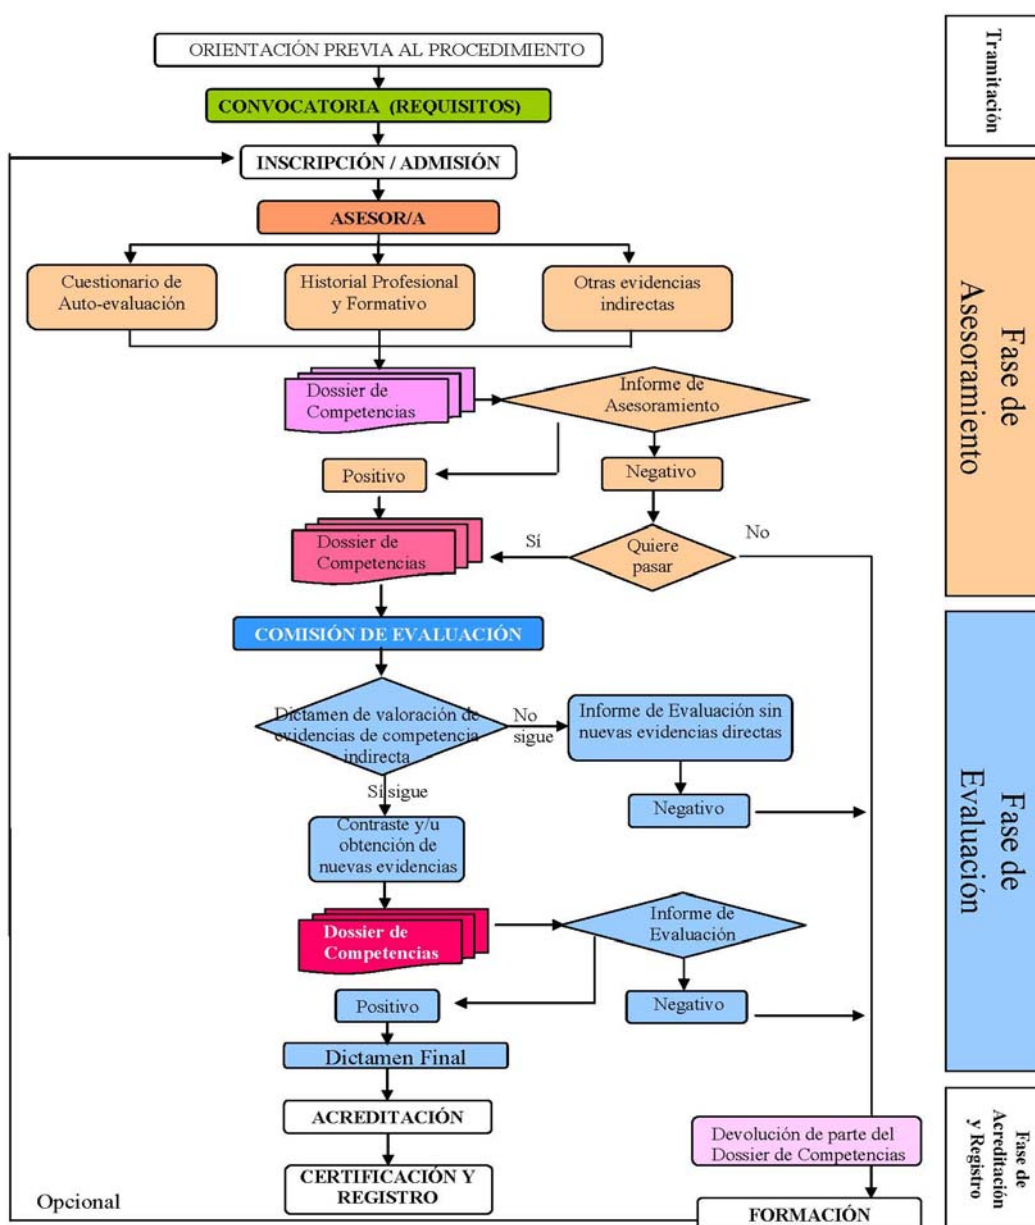 ORIENTACIÓN PREVIA AL PROCEDIMIENTO
CONVOCATORIA (REQUISITOS)
INSCRIPCIÓN / ADMISIÓN
ASESOR/A
Cuestionario de
Auto-evaluación
Historial Profesional
y Formativo
Otras evidencias
indirectas
Dossier de
Competencias
Informe de
Asesoramiento
Positivo
Negativo
Dossier de
Competencias
Sí
Quiere
pasar
No
COMISIÓN DE EVALUACIÓN
Dictamen de valoración de
evidencias de competencia
indirecta
No
sigue
Informe de Evaluación sin
nuevas evidencias directas
Sí sigue
Negativo
Contraste y/u
obtención de
nuevas evidencias
Dossier de
Competencias
Informe de
Evaluación
Positivo
Negativo
Dictamen Final
ACREDITACIÓN
CERTIFICACIÓN Y
REGISTRO
Devolución de parte del
Dossier de Competencias
FORMACIÓN
Opcional
Tramitación
Fase de
Asesoramiento
Fase de
Evaluación
Fase de
Acreditación
y Registro